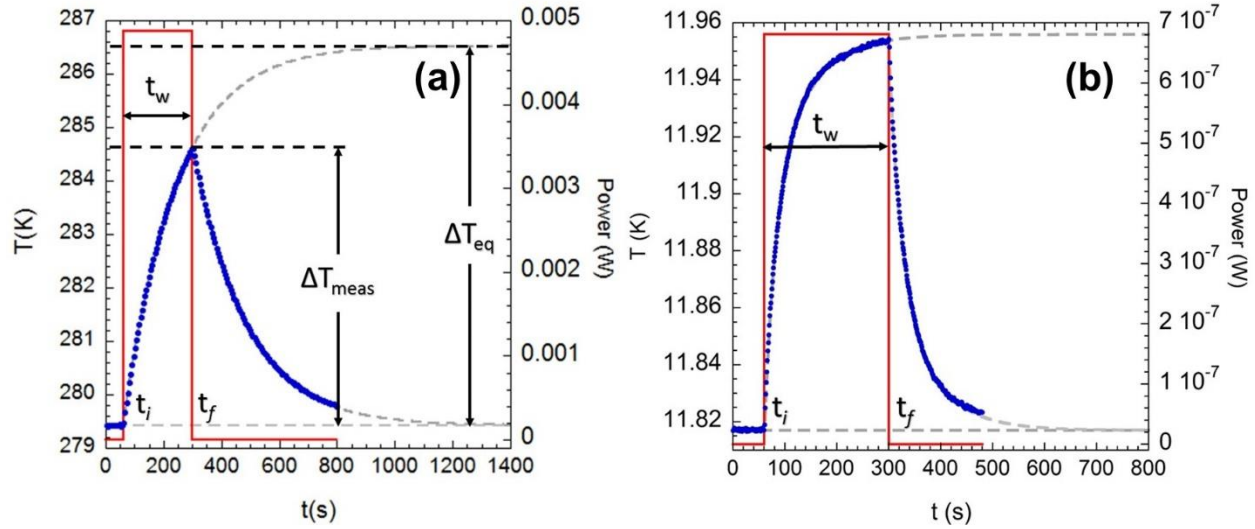 287
286
285
284
283
282
281
280
279
T(K)
0 200 400 600 800 1000 1200 1400
t(s)
0.005
0.004
0.003
0.002
0.001
0
Power (W)
(a)
t_w
ΔT_eq
ΔT_meas
t_i
t_f
11.96
11.94
11.92
11.9
11.88
11.86
11.84
11.82
T (K)
0 100 200 300 400 500 600 700 800
t (s)
7 10⁻⁷
6 10⁻⁷
5 10⁻⁷
4 10⁻⁷
3 10⁻⁷
2 10⁻⁷
1 10⁻⁷
0
Power (W)
(b)
t_w
t_i
t_f